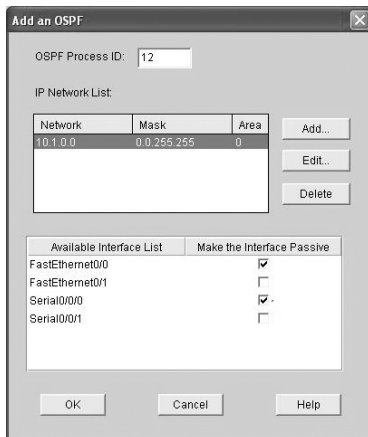 Add an OSPF
OSPF Process ID: 12
IP Network List:
Network Mask Area
10.1.0.0 0.0.255.255 0
Add...
Edit...
Delete
Available Interface List Make the Interface Passive
FastEthernet0/0
FastEthernet0/1
Serial0/0/0
Serial0/0/1
OK Cancel Help